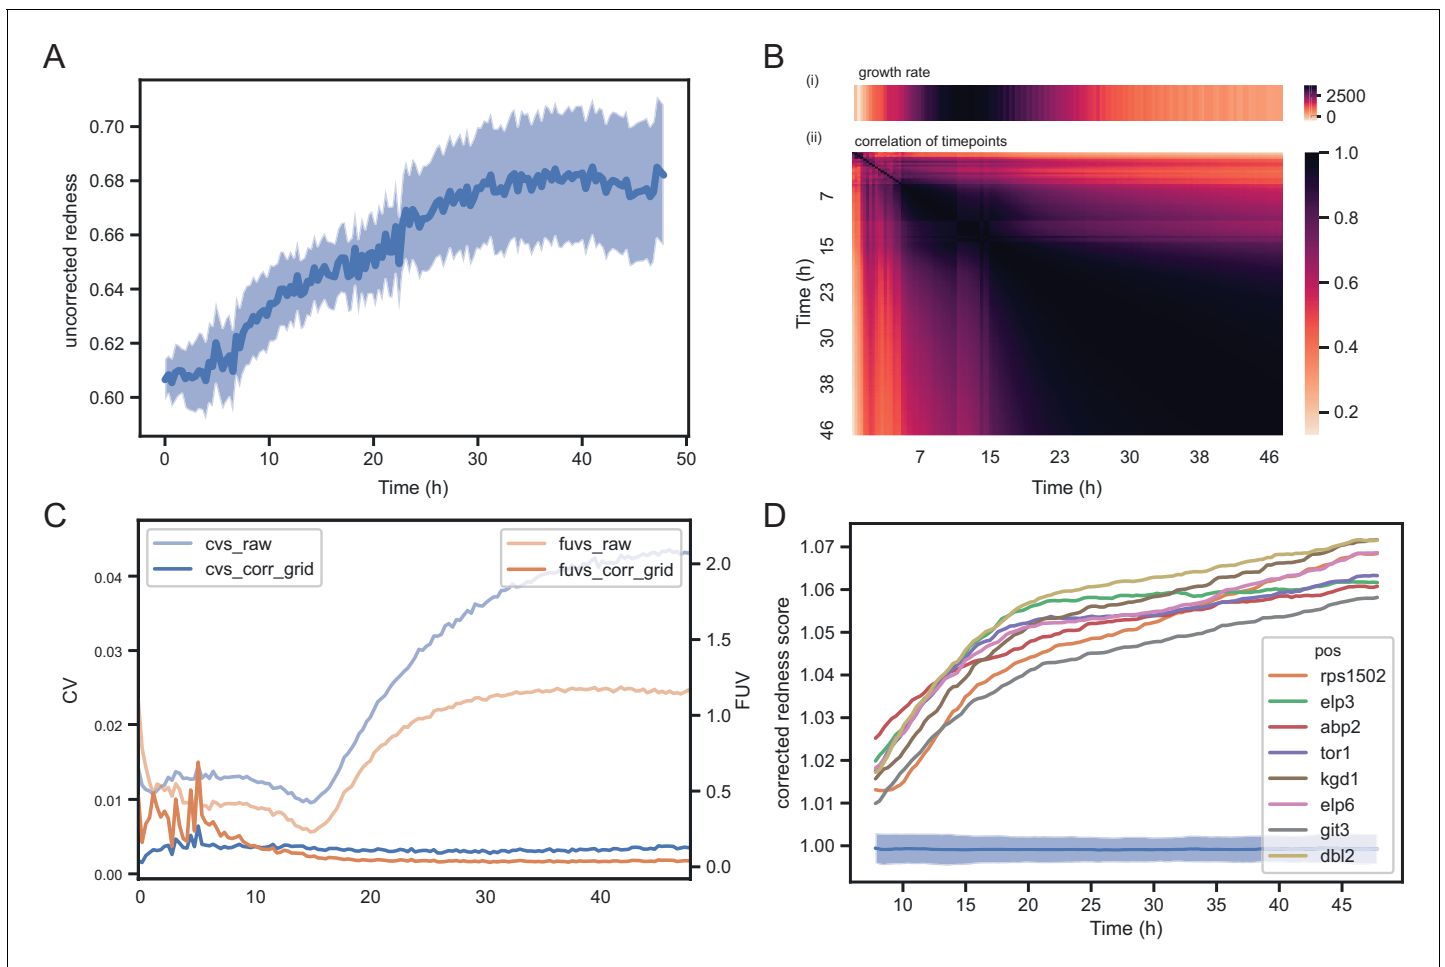 A
0.70
0.68
0.66
0.64
0.62
0.60
uncorrected redness
0 10 20 30 40 50
Time (h)
B
(i)
growth rate
2500
0
(ii)
correlation of timepoints
1.0
0.8
0.6
0.4
0.2
7
15
23
30
38
46
Time (h)
7 15 23 30 38 46
Time (h)
C
cvs_raw
cvs_corr_grid
fuvs_raw
fuvs_corr_grid
0.04
0.03
0.02
0.01
0.00
CV
2.0
1.5
1.0
0.5
0.0
FUV
0 10 20 30 40
D
1.07
1.06
1.05
1.04
1.03
1.02
1.01
1.00
corrected redness score
pos
rps1502
elp3
abp2
tor1
kgd1
elp6
git3
dbl2
10 15 20 25 30 35 40 45
Time (h)